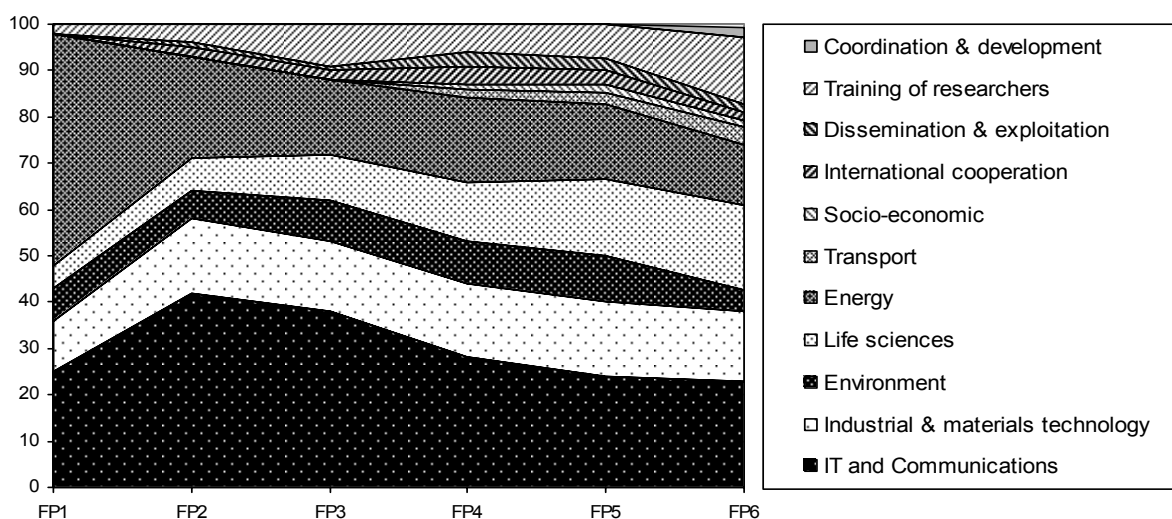 100
90
80
70
60
50
40
30
20
10
0
FP1 FP2 FP3 FP4 FP5 FP6
Coordination & development
Training of researchers
Dissemination & exploitation
International cooperation
Socio-economic
Transport
Energy
Life sciences
Environment
Industrial & materials technology
IT and Communications